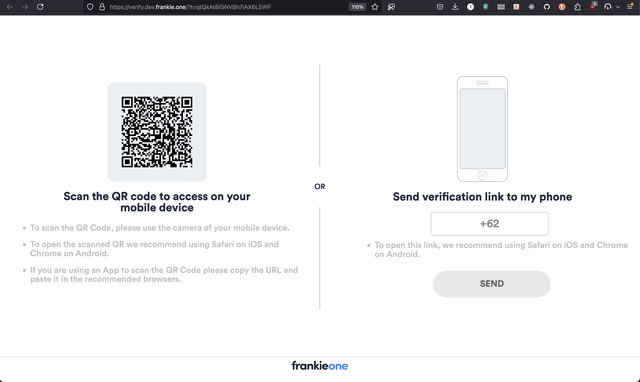 https://verify.dev.frankie.one/?t=
110%
Scan the QR code to access on your
mobile device
To scan the QR Code, please use the camera of your mobile device.
To open the scanned QR we recommend using Safari on iOS and
Chrome on Android.
If you are using an App to scan the QR Code please copy the URL and
paste it in the recommended browsers.
OR
Send verification link to my phone
+62
To open this link, we recommend using Safari on iOS and Chrome
on Android.
SEND
frankieone